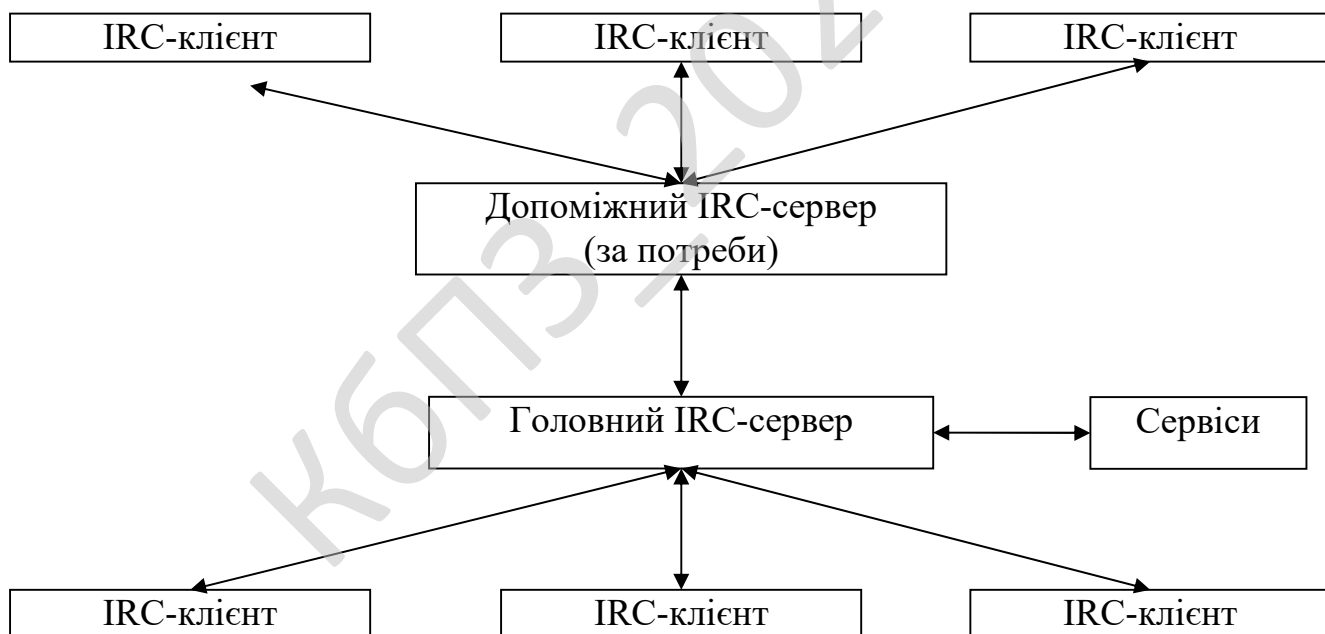 IRC-клієнт
IRC-клієнт
IRC-клієнт
Допоміжний IRC-сервер
(за потреби)
Головний IRC-сервер
Сервіси
IRC-клієнт
IRC-клієнт
IRC-клієнт
КбПЗ_202